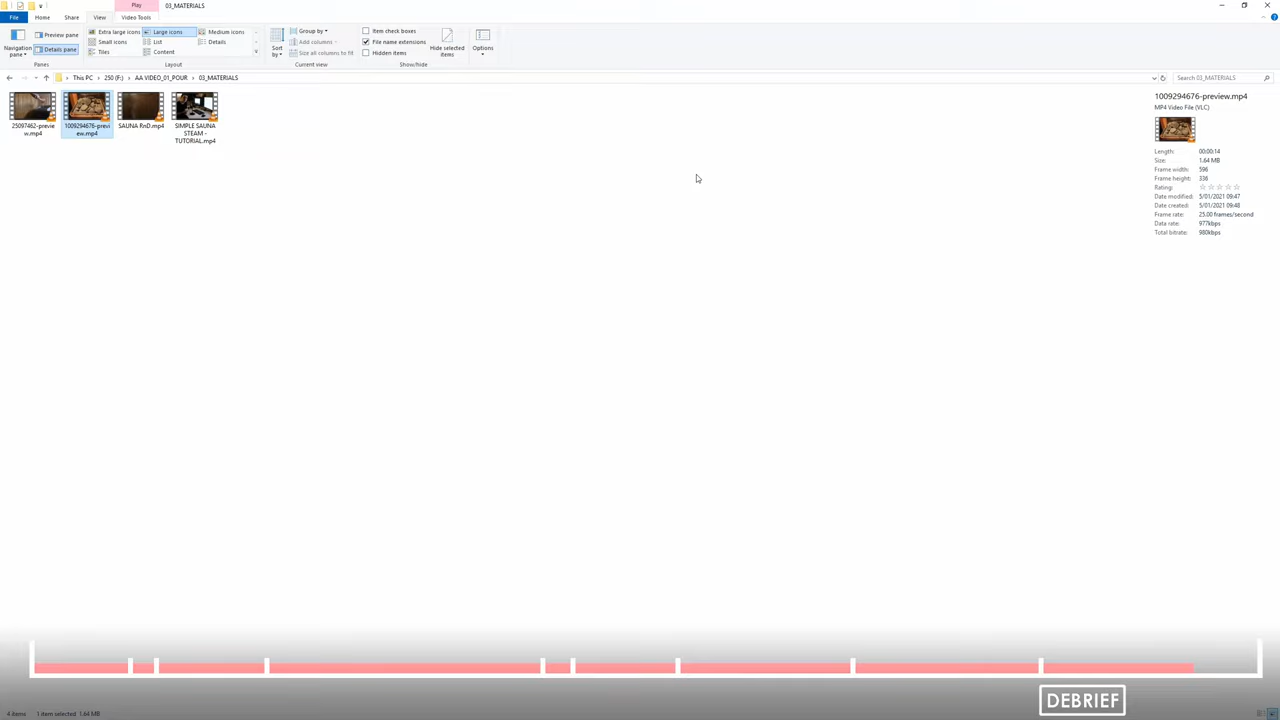 Play
03_MATERIALS
File
Home
Share
View
Video Tools
Navigation
pane
Preview pane
Details pane
Panes
Extra large icons
Large icons
Medium icons
Small icons
List
Details
Tiles
Content
Layout
Sort
by
Group by
Add columns
Size all columns to fit
Current view
Item check boxes
File name extensions
Hidden items
Hide selected
items
Show/hide
Options
This PC
250 (F:)
AA VIDEO_01_POUR
03_MATERIALS
Search 03_MATERIALS
25097462-previe
w.mp4
1009294676-previ
ew.mp4
SAUNA RnD.mp4
SIMPLE SAUNA
STEAM -
TUTORIAL.mp4
1009294676-preview.mp4
MP4 Video File (VLC)
Length: 00:00:14
Size: 1.64 MB
Frame width: 596
Frame height: 336
Rating:
Date modified: 5/01/2021 09:47
Date created: 5/01/2021 09:48
Frame rate: 25.00 frames/second
Data rate: 977kbps
Total bitrate: 980kbps
DEBRIEF
4 items
1 item selected 1.64 MB